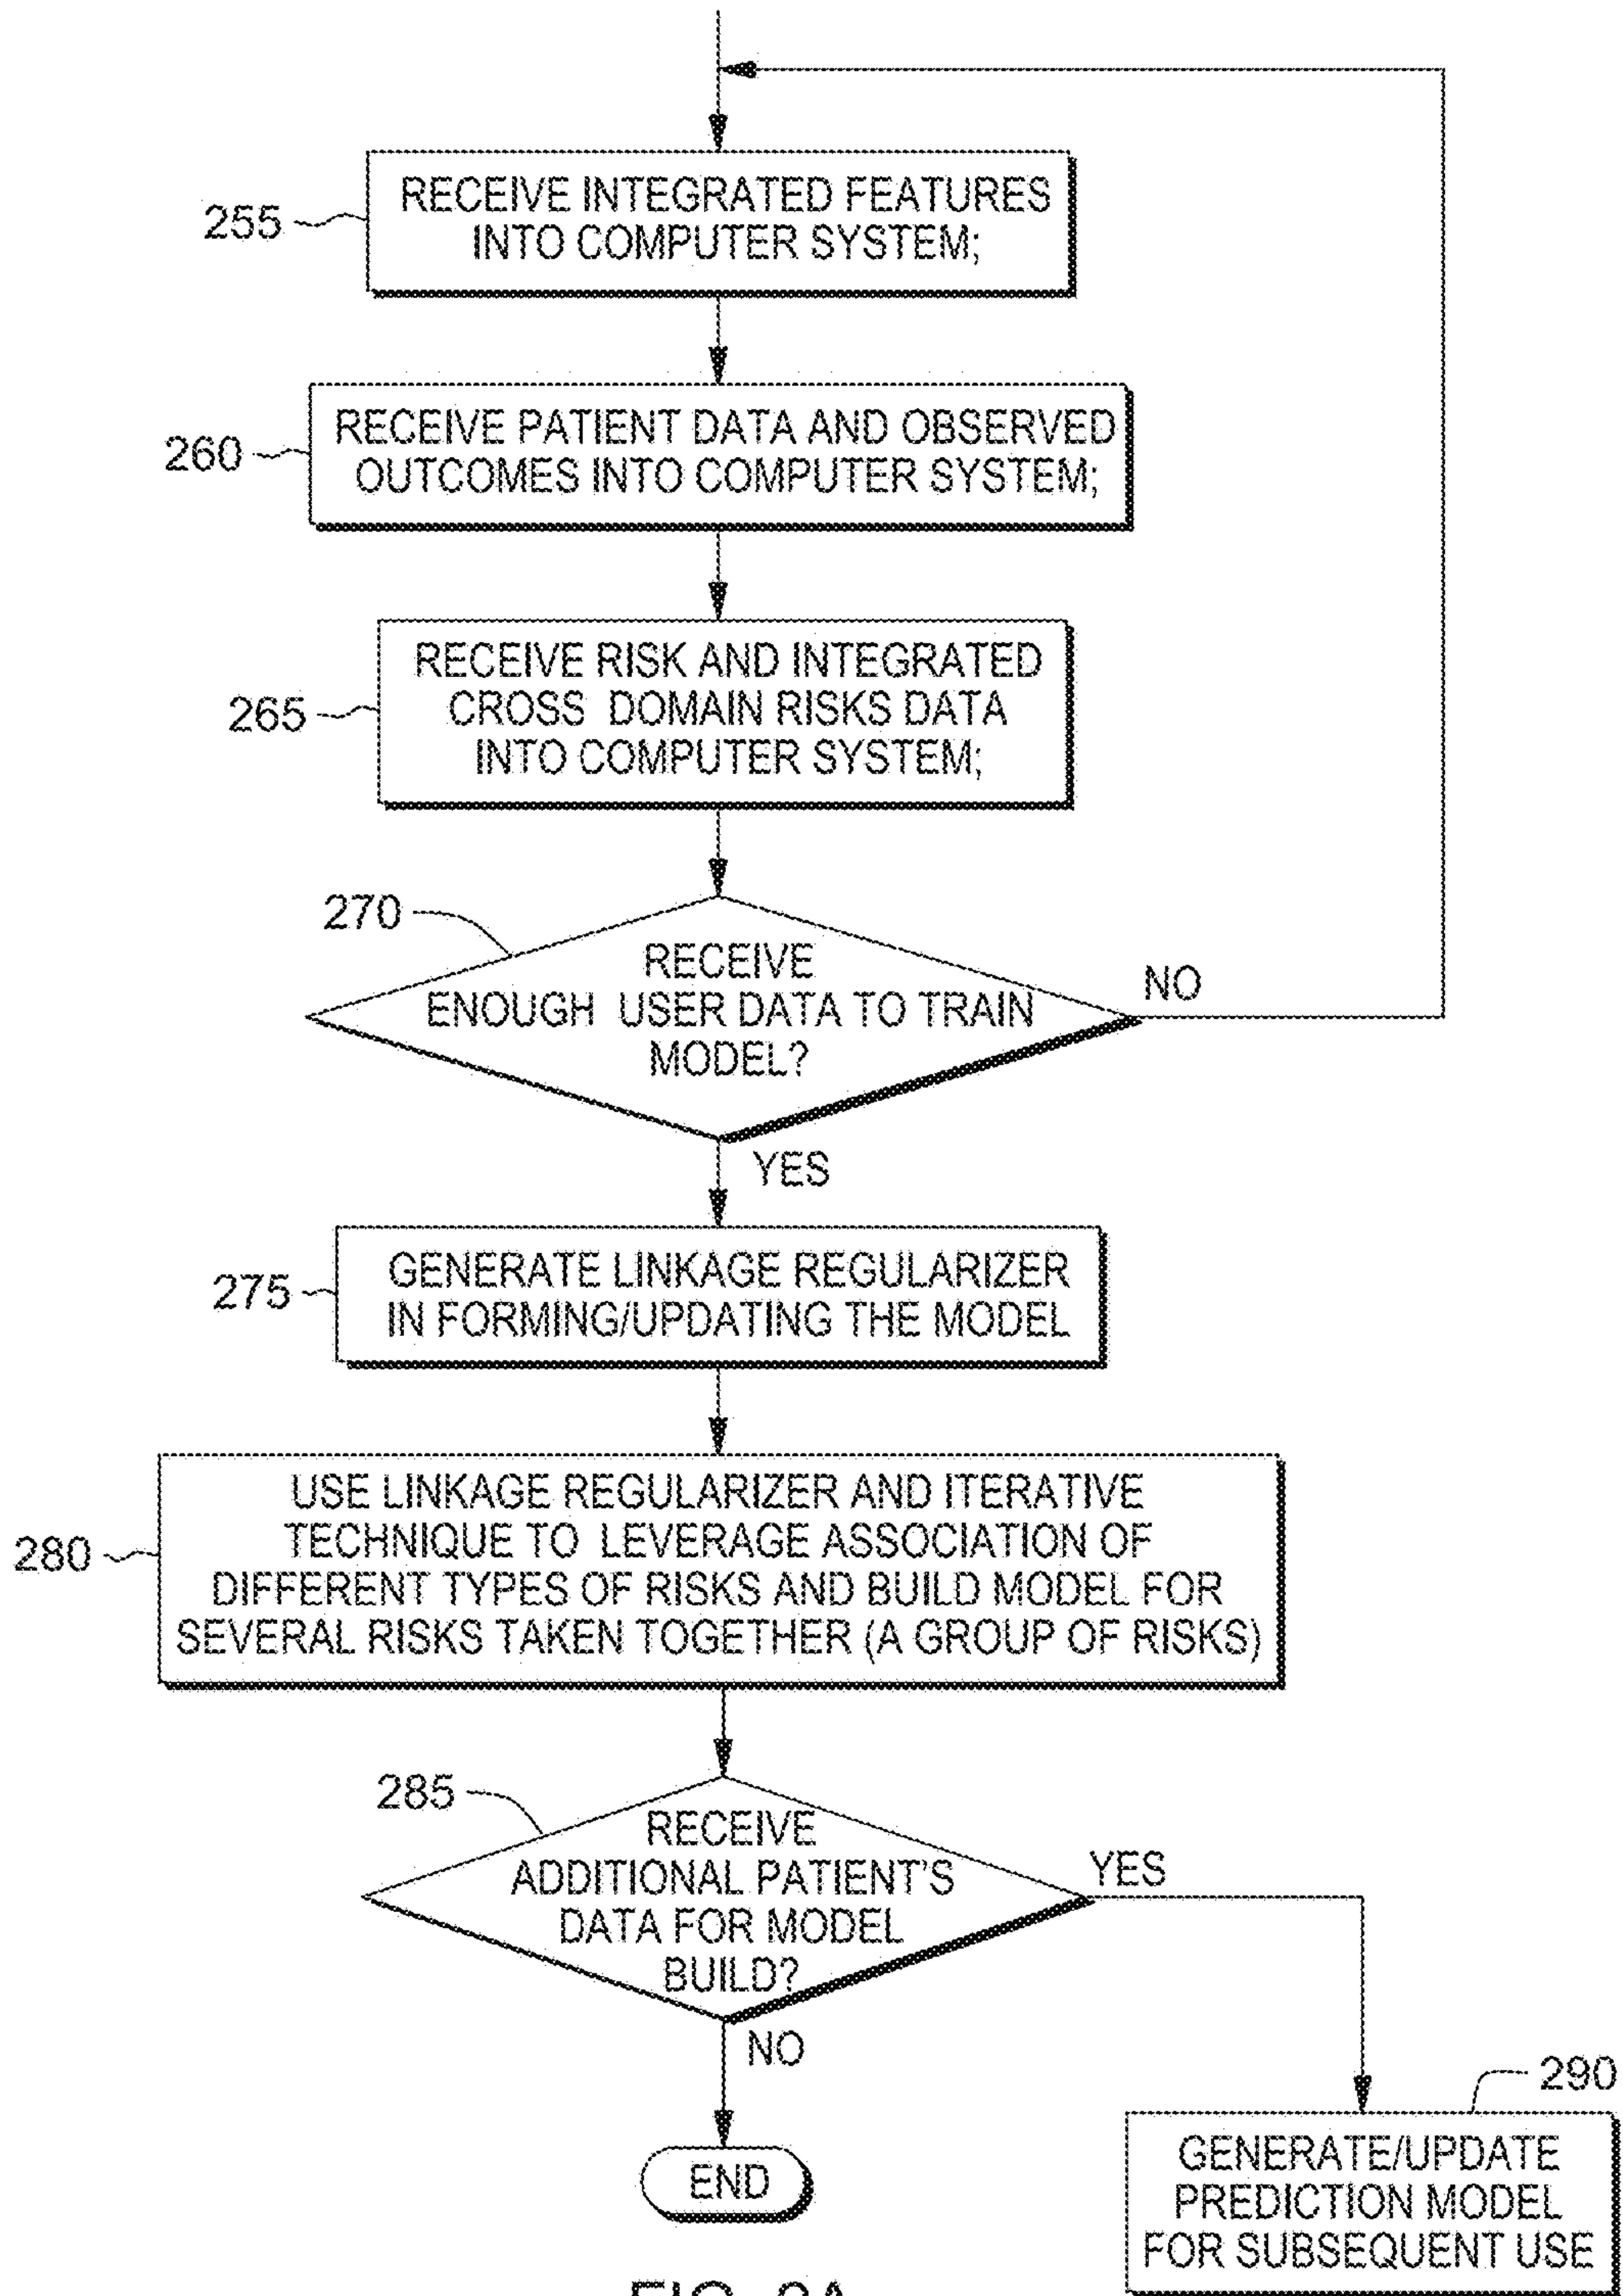 255
RECEIVE INTEGRATED FEATURES
INTO COMPUTER SYSTEM;
260
RECEIVE PATIENT DATA AND OBSERVED
OUTCOMES INTO COMPUTER SYSTEM;
265
RECEIVE RISK AND INTEGRATED
CROSS DOMAIN RISKS DATA
INTO COMPUTER SYSTEM;
270
RECEIVE
ENOUGH USER DATA TO TRAIN
MODEL?
NO
YES
275
GENERATE LINKAGE REGULARIZER
IN FORMING/UPDATING THE MODEL
280
USE LINKAGE REGULARIZER AND ITERATIVE
TECHNIQUE TO LEVERAGE ASSOCIATION OF
DIFFERENT TYPES OF RISKS AND BUILD MODEL FOR
SEVERAL RISKS TAKEN TOGETHER (A GROUP OF RISKS)
285
RECEIVE
ADDITIONAL PATIENT'S
DATA FOR MODEL
BUILD?
YES
NO
END
290
GENERATE/UPDATE
PREDICTION MODEL
FOR SUBSEQUENT USE
FIG.